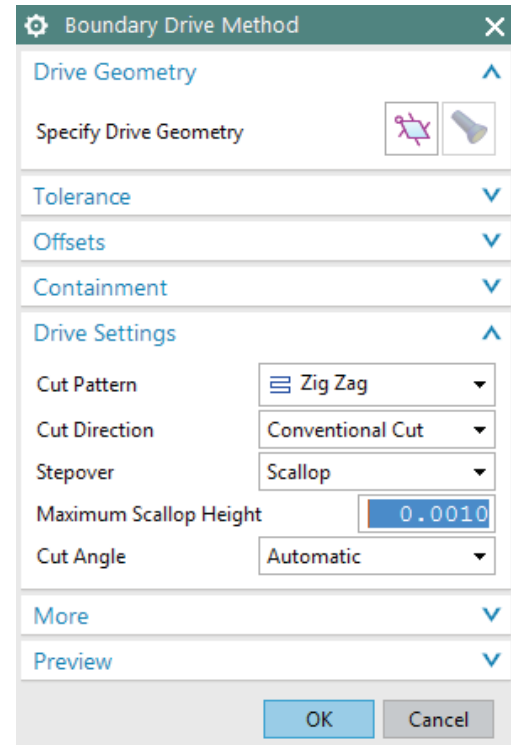 Boundary Drive Method
Drive Geometry
Specify Drive Geometry
Tolerance
Offsets
Containment
Drive Settings
Cut Pattern Zig Zag
Cut Direction Conventional Cut
Stepover Scallop
Maximum Scallop Height 0.0010
Cut Angle Automatic
More
Preview
OK Cancel